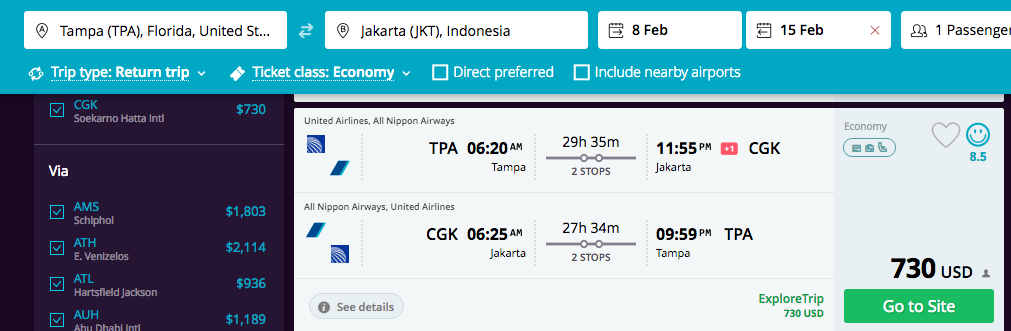 A Tampa (TPA), Florida, United St...
B Jakarta (JKT), Indonesia
8 Feb
15 Feb ×
1 Passenger
Trip type: Return trip
Ticket class: Economy
Direct preferred
Include nearby airports
CGK $730
Soekarno Hatta Intl
Via
AMS $1,803
Schiphol
ATH $2,114
E. Venizelos
ATL $936
Hartsfield Jackson
AUH $1,189
Abu Dhabi Intl
United Airlines, All Nippon Airways
TPA 06:20 AM 29h 35m 11:55 PM +1 CGK
Tampa 2 STOPS Jakarta
All Nippon Airways, United Airlines
CGK 06:25 AM 27h 34m 09:59 PM TPA
Jakarta 2 STOPS Tampa
See details
ExploreTrip
730 USD
Economy
8.5
730 USD
Go to Site